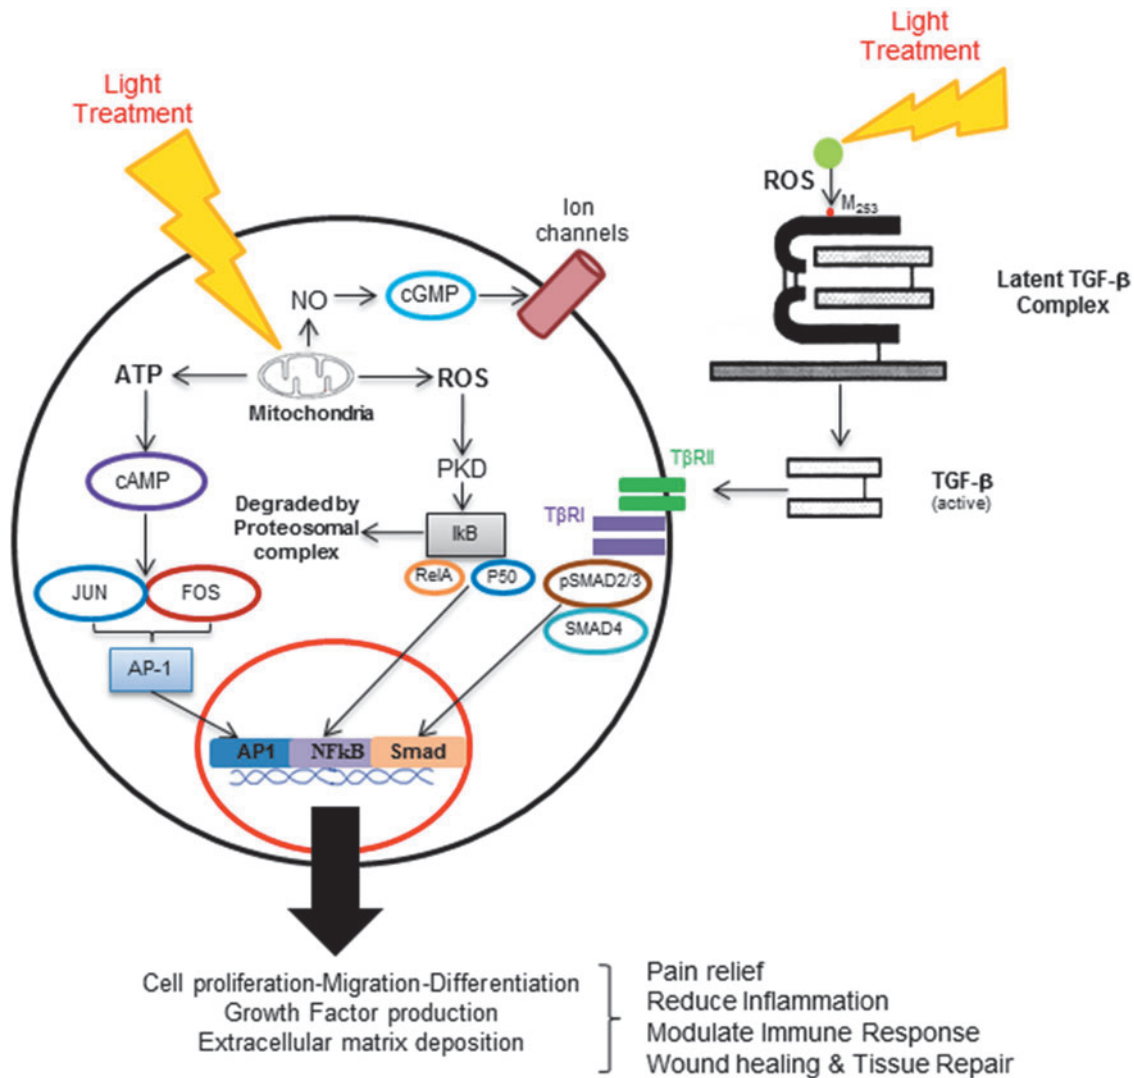 Light
Treatment
Light
Treatment
ROS
M253
Latent TGF-β
Complex
Ion
channels
NO
cGMP
ATP
ROS
Mitochondria
cAMP
PKD
Degraded by
Proteosomal
complex
IkB
RelA
P50
TβRII
TβRI
TGF-β
(active)
JUN
FOS
pSMAD2/3
SMAD4
AP-1
AP1
NFkB
Smad
Cell proliferation-Migration-Differentiation
Growth Factor production
Extracellular matrix deposition
Pain relief
Reduce Inflammation
Modulate Immune Response
Wound healing & Tissue Repair